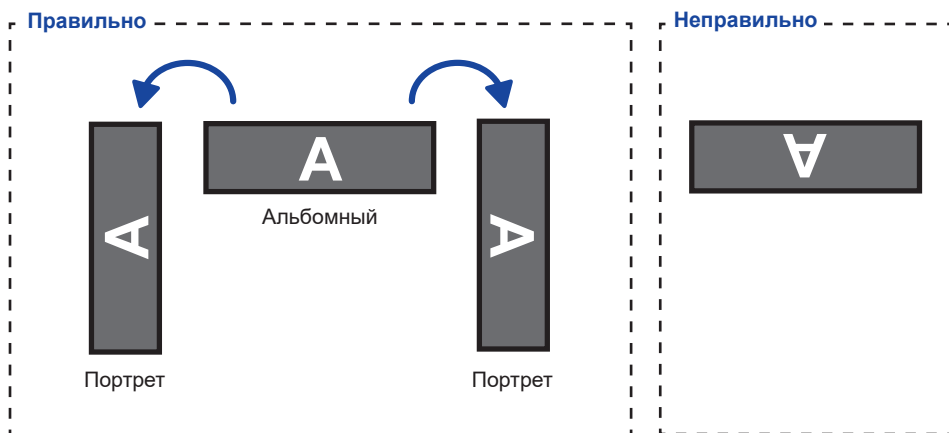 Правильно
Неправильно
A
A
A
A
Альбомный
Портрет
Портрет